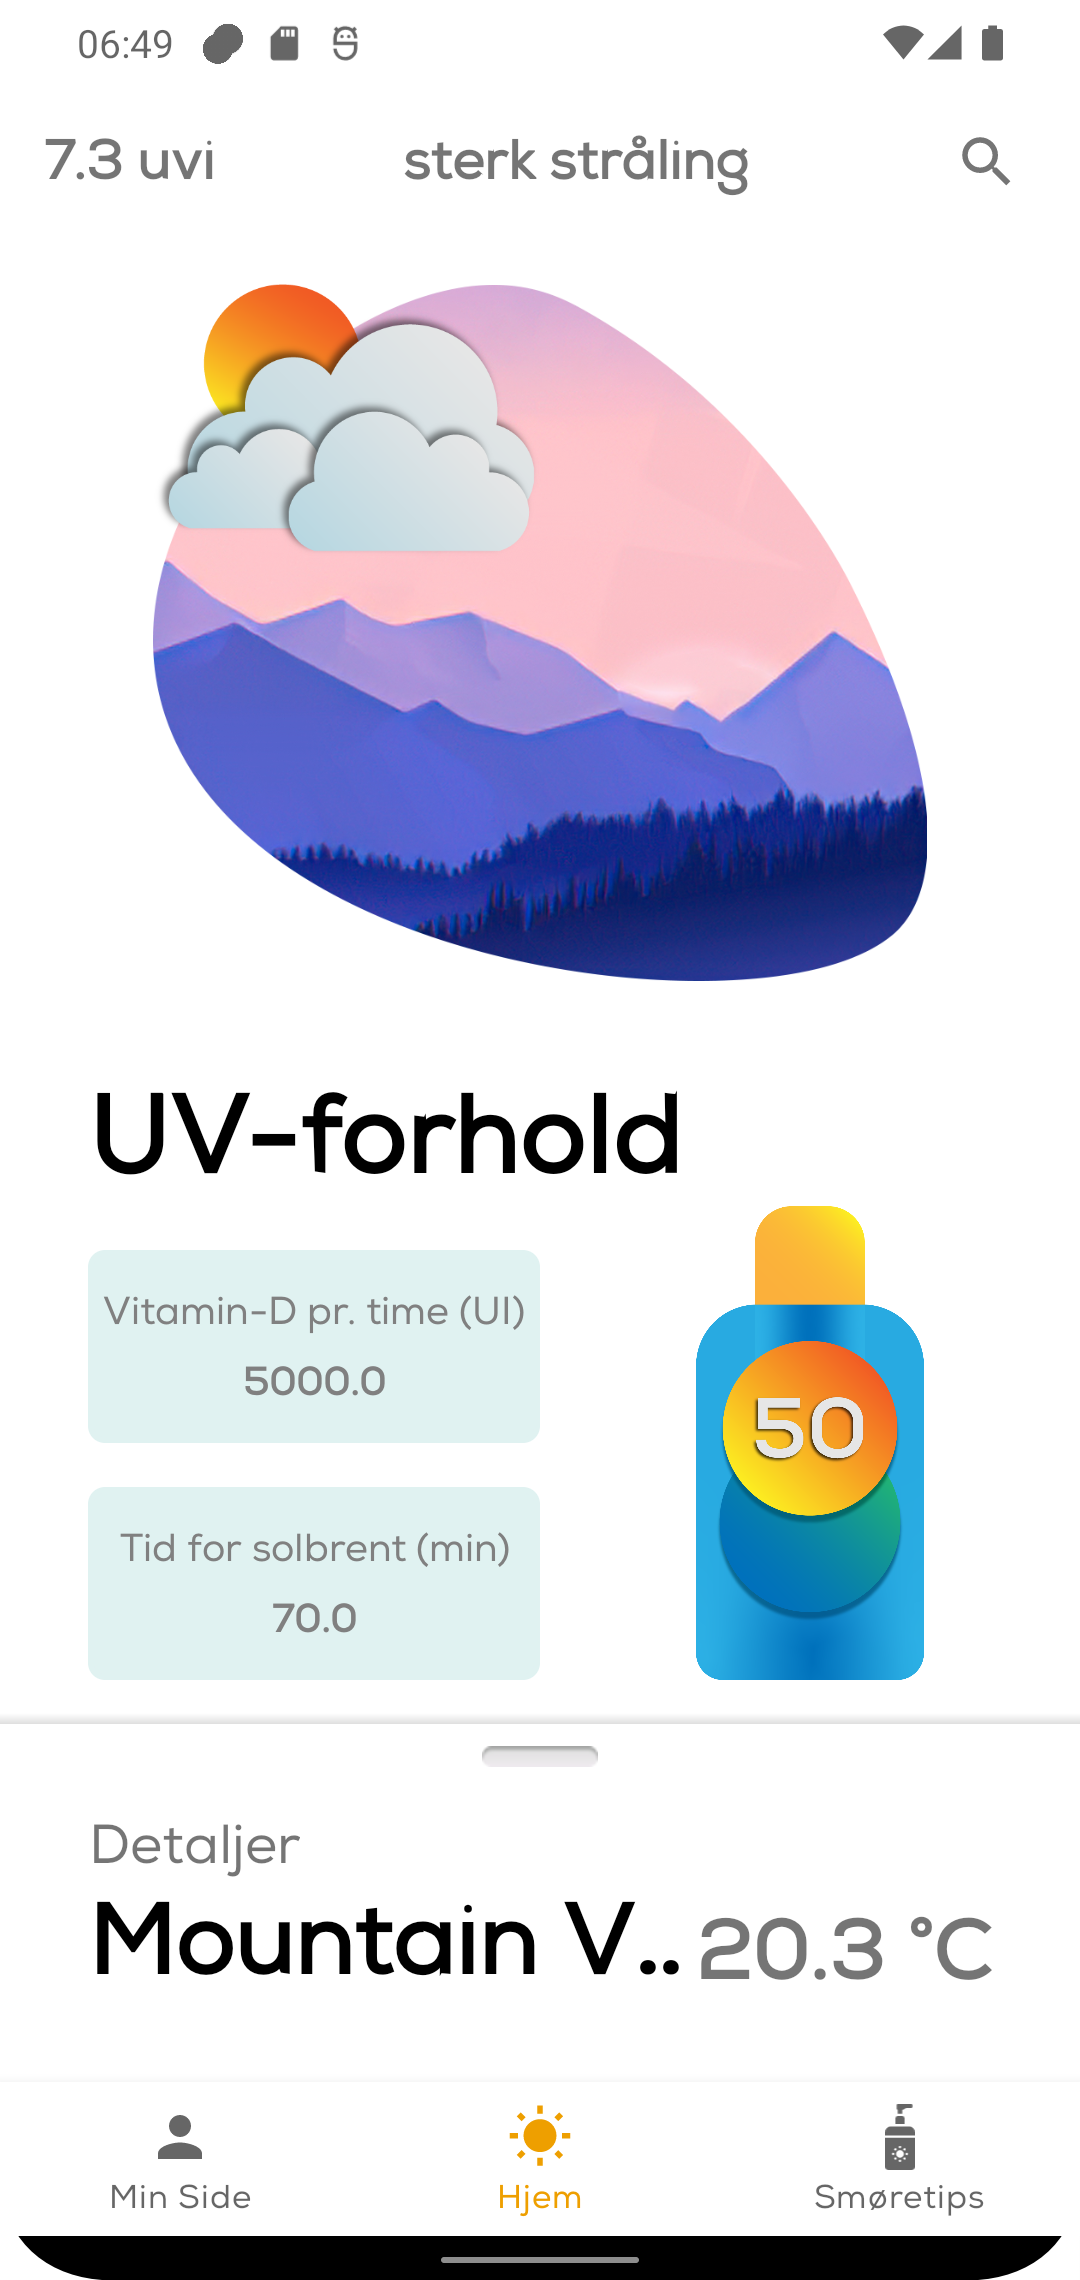 06:49
7.3 uvi sterk stråling
UV-forhold
Vitamin-D pr. time (UI)
5000.0
50
Tid for solbrent (min)
70.0
Detaljer
Mountain V.. 20.3 °C
Min Side Hjem Smøretips